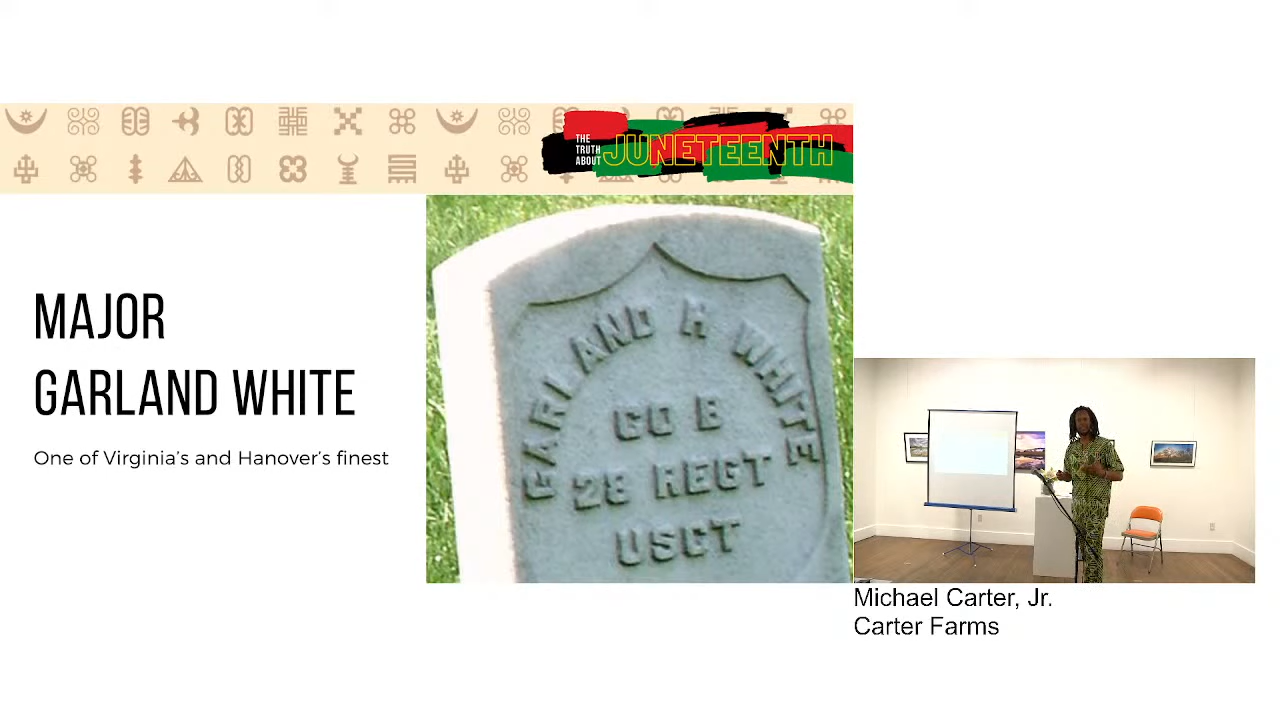 THE
TRUTH
ABOUT
JUNETEENTH
MAJOR
GARLAND WHITE
One of Virginia's and Hanover's finest
GARLAND H WHITE
CO B
28 REGT
USCT
Michael Carter, Jr.
Carter Farms